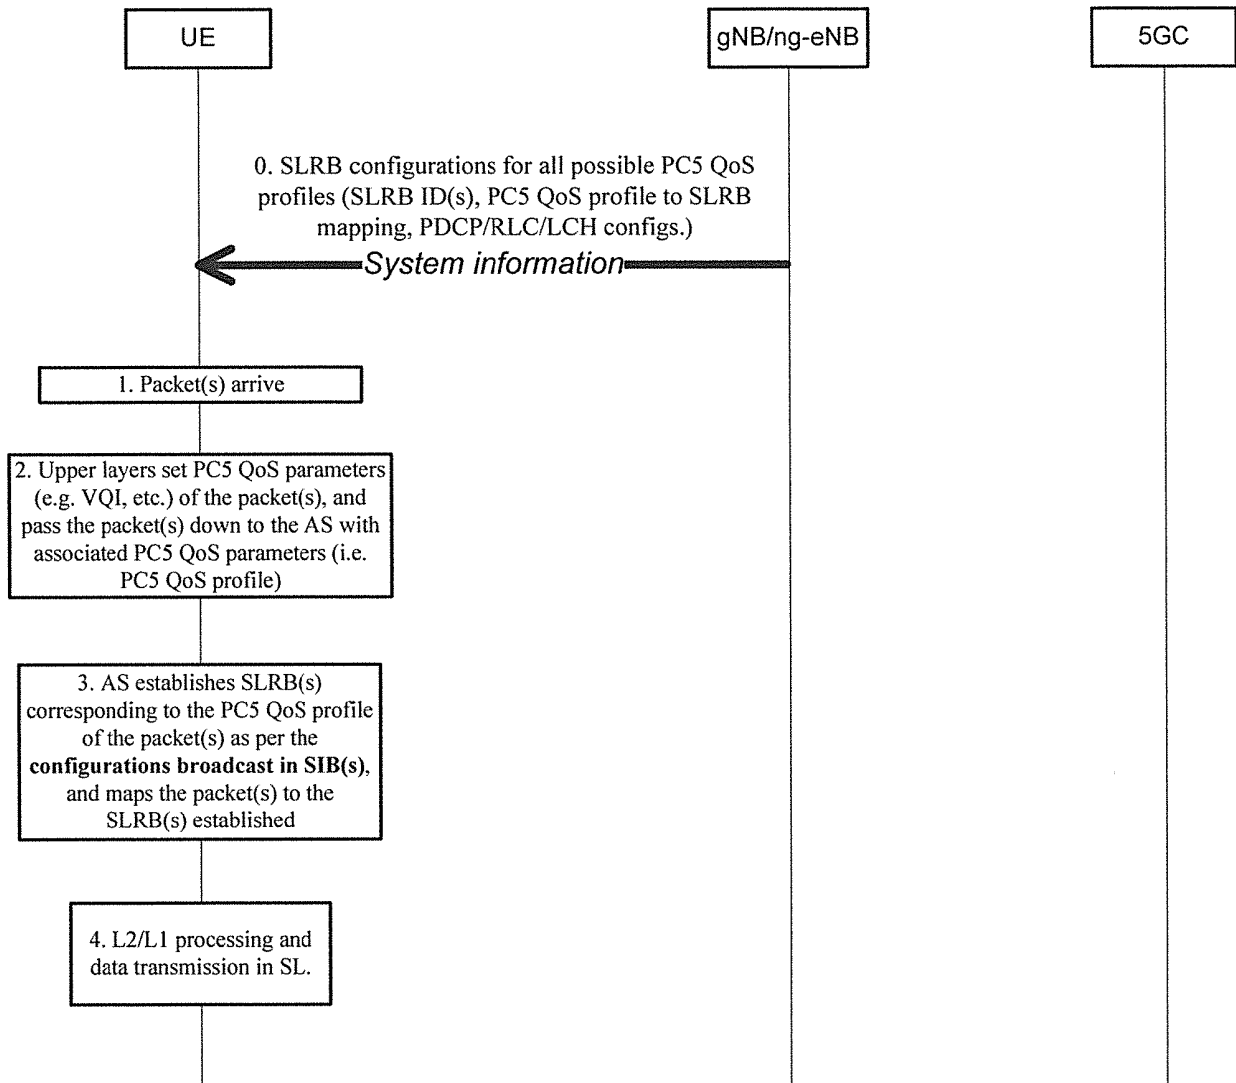 UE
gNB/ng-eNB
5GC
0. SLRB configurations for all possible PC5 QoS
profiles (SLRB ID(s), PC5 QoS profile to SLRB
mapping, PDCP/RLC/LCH configs.)
System information
1. Packet(s) arrive
2. Upper layers set PC5 QoS parameters
(e.g. VQI, etc.) of the packet(s), and
pass the packet(s) down to the AS with
associated PC5 QoS parameters (i.e.
PC5 QoS profile)
3. AS establishes SLRB(s)
corresponding to the PC5 QoS profile
of the packet(s) as per the
configurations broadcast in SIB(s),
and maps the packet(s) to the
SLRB(s) established
4. L2/L1 processing and
data transmission in SL.